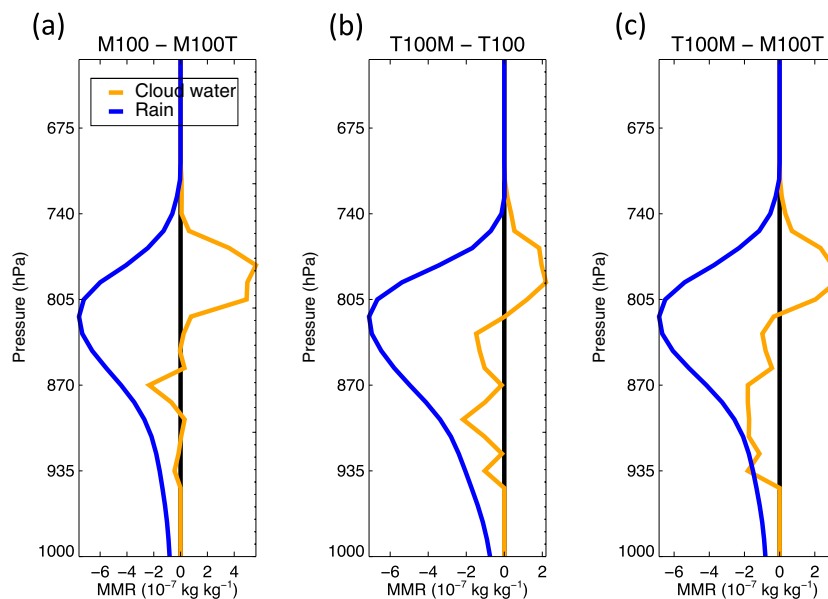 (a)
M100 − M100T
Cloud water
Rain
675
740
805
870
935
1000
Pressure (hPa)
−6 −4 −2 0 2 4
MMR (10⁻⁷ kg kg⁻¹)
(b)
T100M − T100
675
740
805
870
935
1000
Pressure (hPa)
−6 −4 −2 0 2
MMR (10⁻⁷ kg kg⁻¹)
(c)
T100M − M100T
675
740
805
870
935
1000
Pressure (hPa)
−6 −4 −2 0 2
MMR (10⁻⁷ kg kg⁻¹)